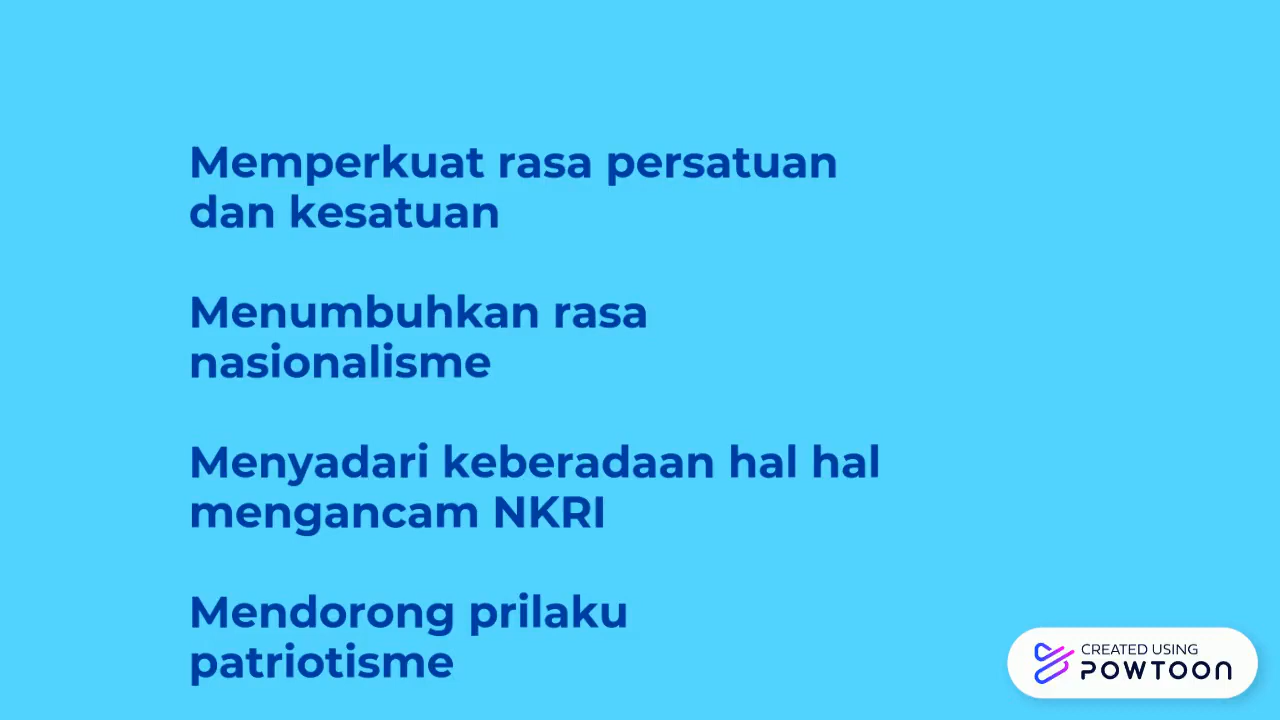 Memperkuat rasa persatuan
dan kesatuan
Menumbuhkan rasa
nasionalisme
Menyadari keberadaan hal hal
mengancam NKRI
Mendorong prilaku
patriotisme
CREATED USING
POWTOON